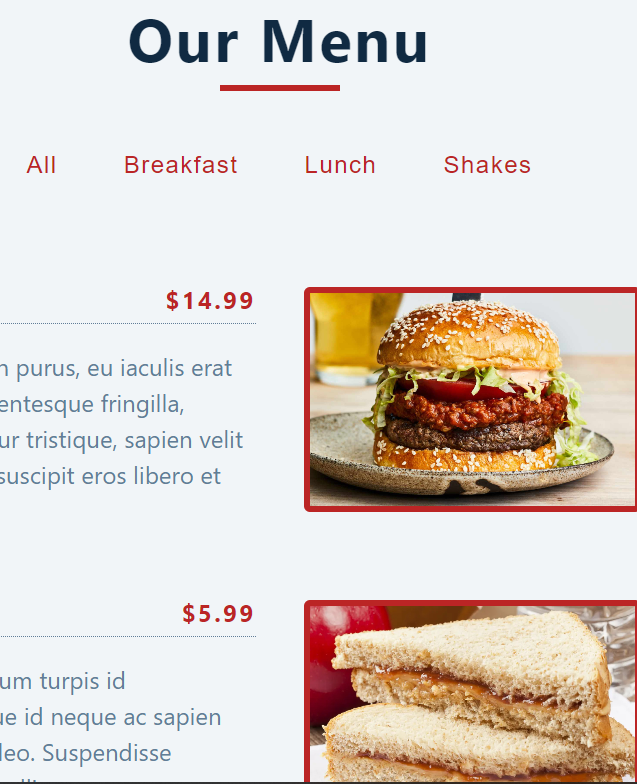 Our Menu
All Breakfast Lunch Shakes
$14.99
purus, eu iaculis erat
entesque fringilla,
ur tristique, sapien velit
suscipit eros libero et
$5.99
um turpis id
ue id neque ac sapien
leo. Suspendisse